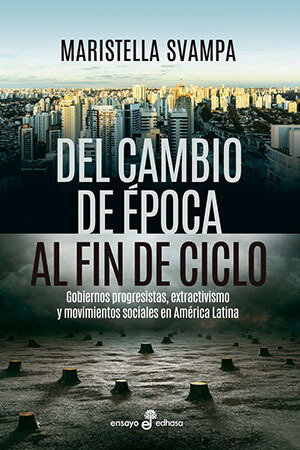 MARISTELLA SVAMPA
DEL CAMBIO
DE ÉPOCA
AL FIN DE CICLO
Gobiernos progresistas, extractivismo
y movimientos sociales en América Latina
ensayo edhasa